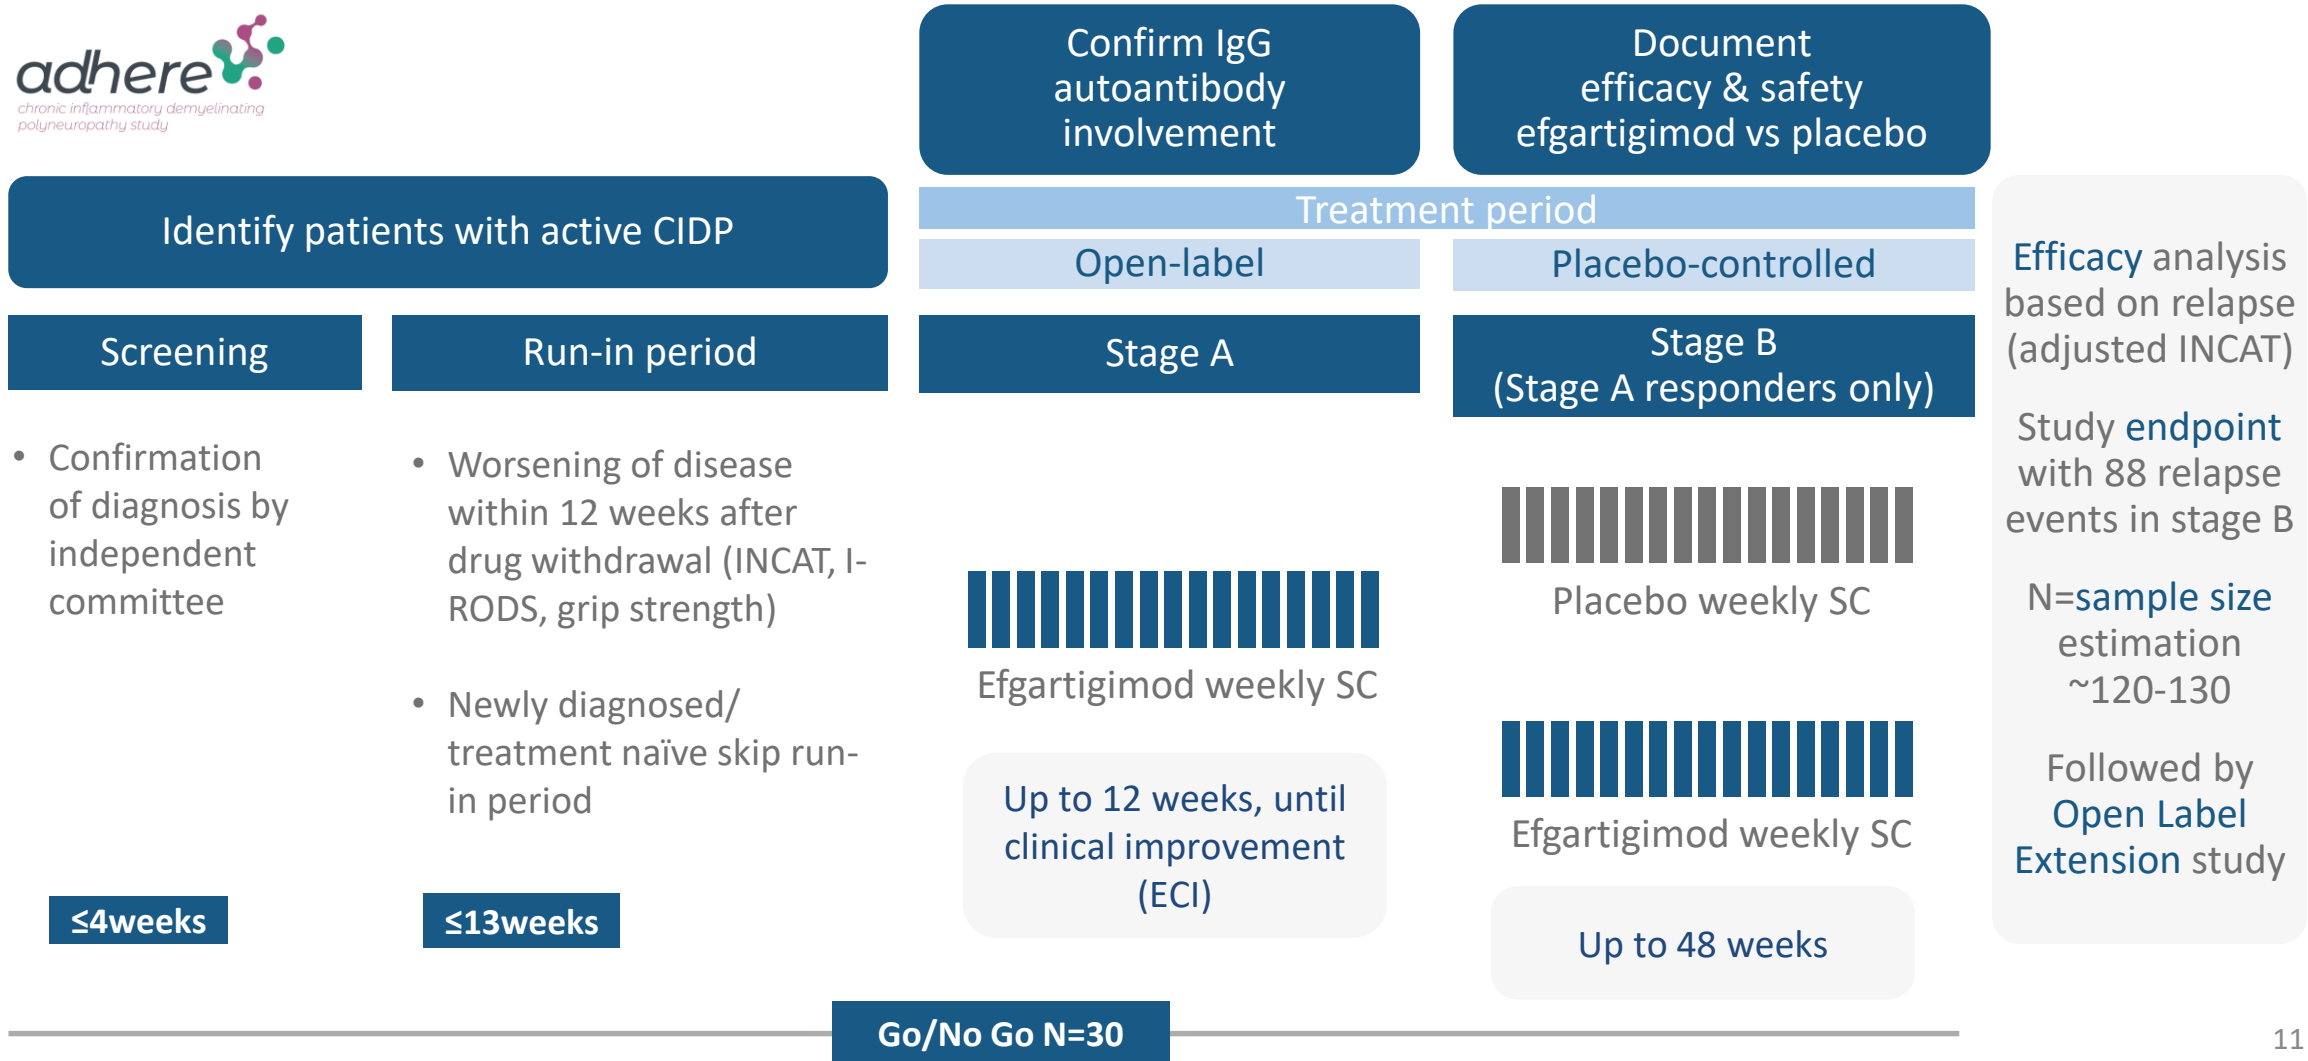 adhere
chronic inflammatory demyelinating
polyneuropathy study
Identify patients with active CIDP
Screening
• Confirmation
of diagnosis by
independent
committee
≤4weeks
Run-in period
• Worsening of disease
within 12 weeks after
drug withdrawal (INCAT, I-
RODS, grip strength)
• Newly diagnosed/
treatment naïve skip run-
in period
≤13weeks
Confirm IgG
autoantibody
involvement
Document
efficacy & safety
efgartigimod vs placebo
Treatment period
Open-label
Placebo-controlled
Stage A
Efgartigimod weekly SC
Up to 12 weeks, until
clinical improvement
(ECI)
Stage B
(Stage A responders only)
Placebo weekly SC
Efgartigimod weekly SC
Up to 48 weeks
Efficacy analysis
based on relapse
(adjusted INCAT)
Study endpoint
with 88 relapse
events in stage B
N=sample size
estimation
~120-130
Followed by
Open Label
Extension study
Go/No Go N=30
11